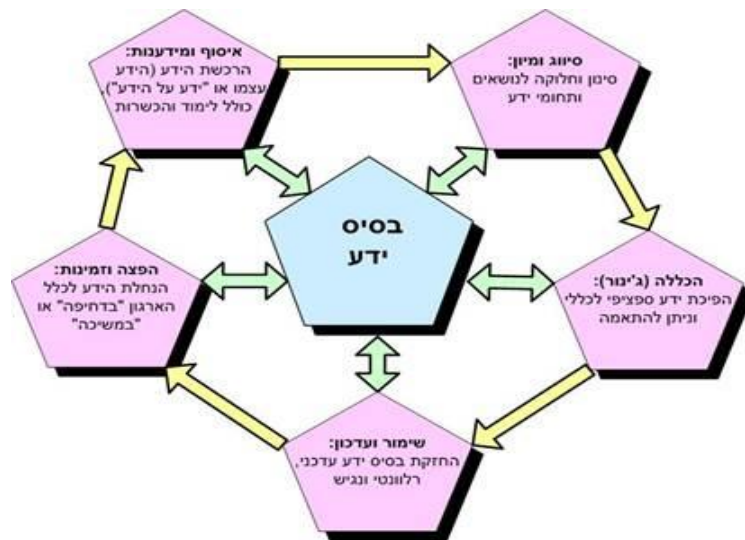 איסוף ומידענות:
הרכשת הידע (הידע
עצמו או "ידע על הידע"),
כולל לימוד והכשרות
סיווג ומיון:
סינון וחלוקה לנושאים
ותחומי ידע
בסיס
ידע
הכללה (ג'ינור):
הפיכת ידע ספציפי לכללי
וניתן להתאמה
שימור ועדכון:
החזקת בסיס ידע עדכני,
רלוונטי ונגיש
הפצה וזמינות:
הנחלת הידע לכלל
הארגון "בדחיפה" או
"במשיכה"